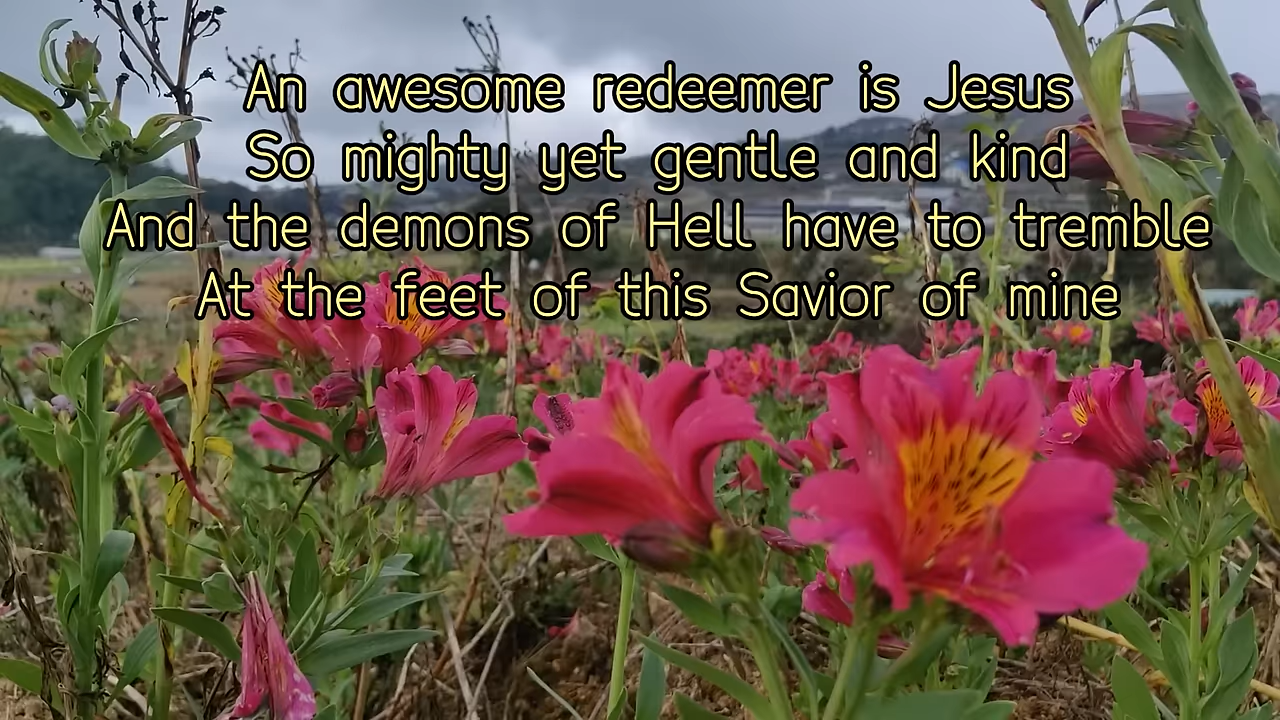 An awesome redeemer is Jesus
So mighty yet gentle and kind
And the demons of Hell have to tremble
At the feet of this Savior of mine